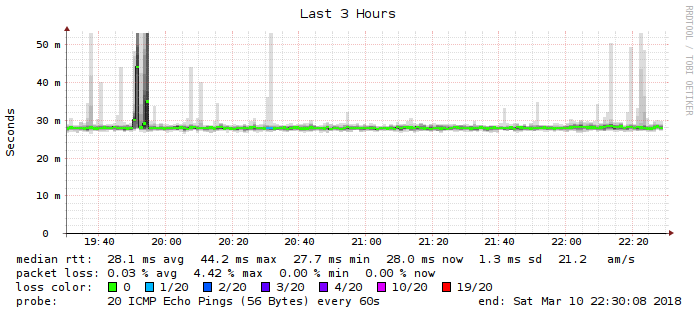 Last 3 Hours
RRDTOOL / TOBI OETIKER
Seconds
50 m
40 m
30 m
20 m
10 m
0
19:40 20:00 20:20 20:40 21:00 21:20 21:40 22:00 22:20
median rtt: 28.1 ms avg 44.2 ms max 27.7 ms min 28.0 ms now 1.3 ms sd 21.2 am/s
packet loss: 0.03 % avg 4.42 % max 0.00 % min 0.00 % now
loss color: 0 1/20 2/20 3/20 4/20 10/20 19/20
probe: 20 ICMP Echo Pings (56 Bytes) every 60s end: Sat Mar 10 22:30:08 2018